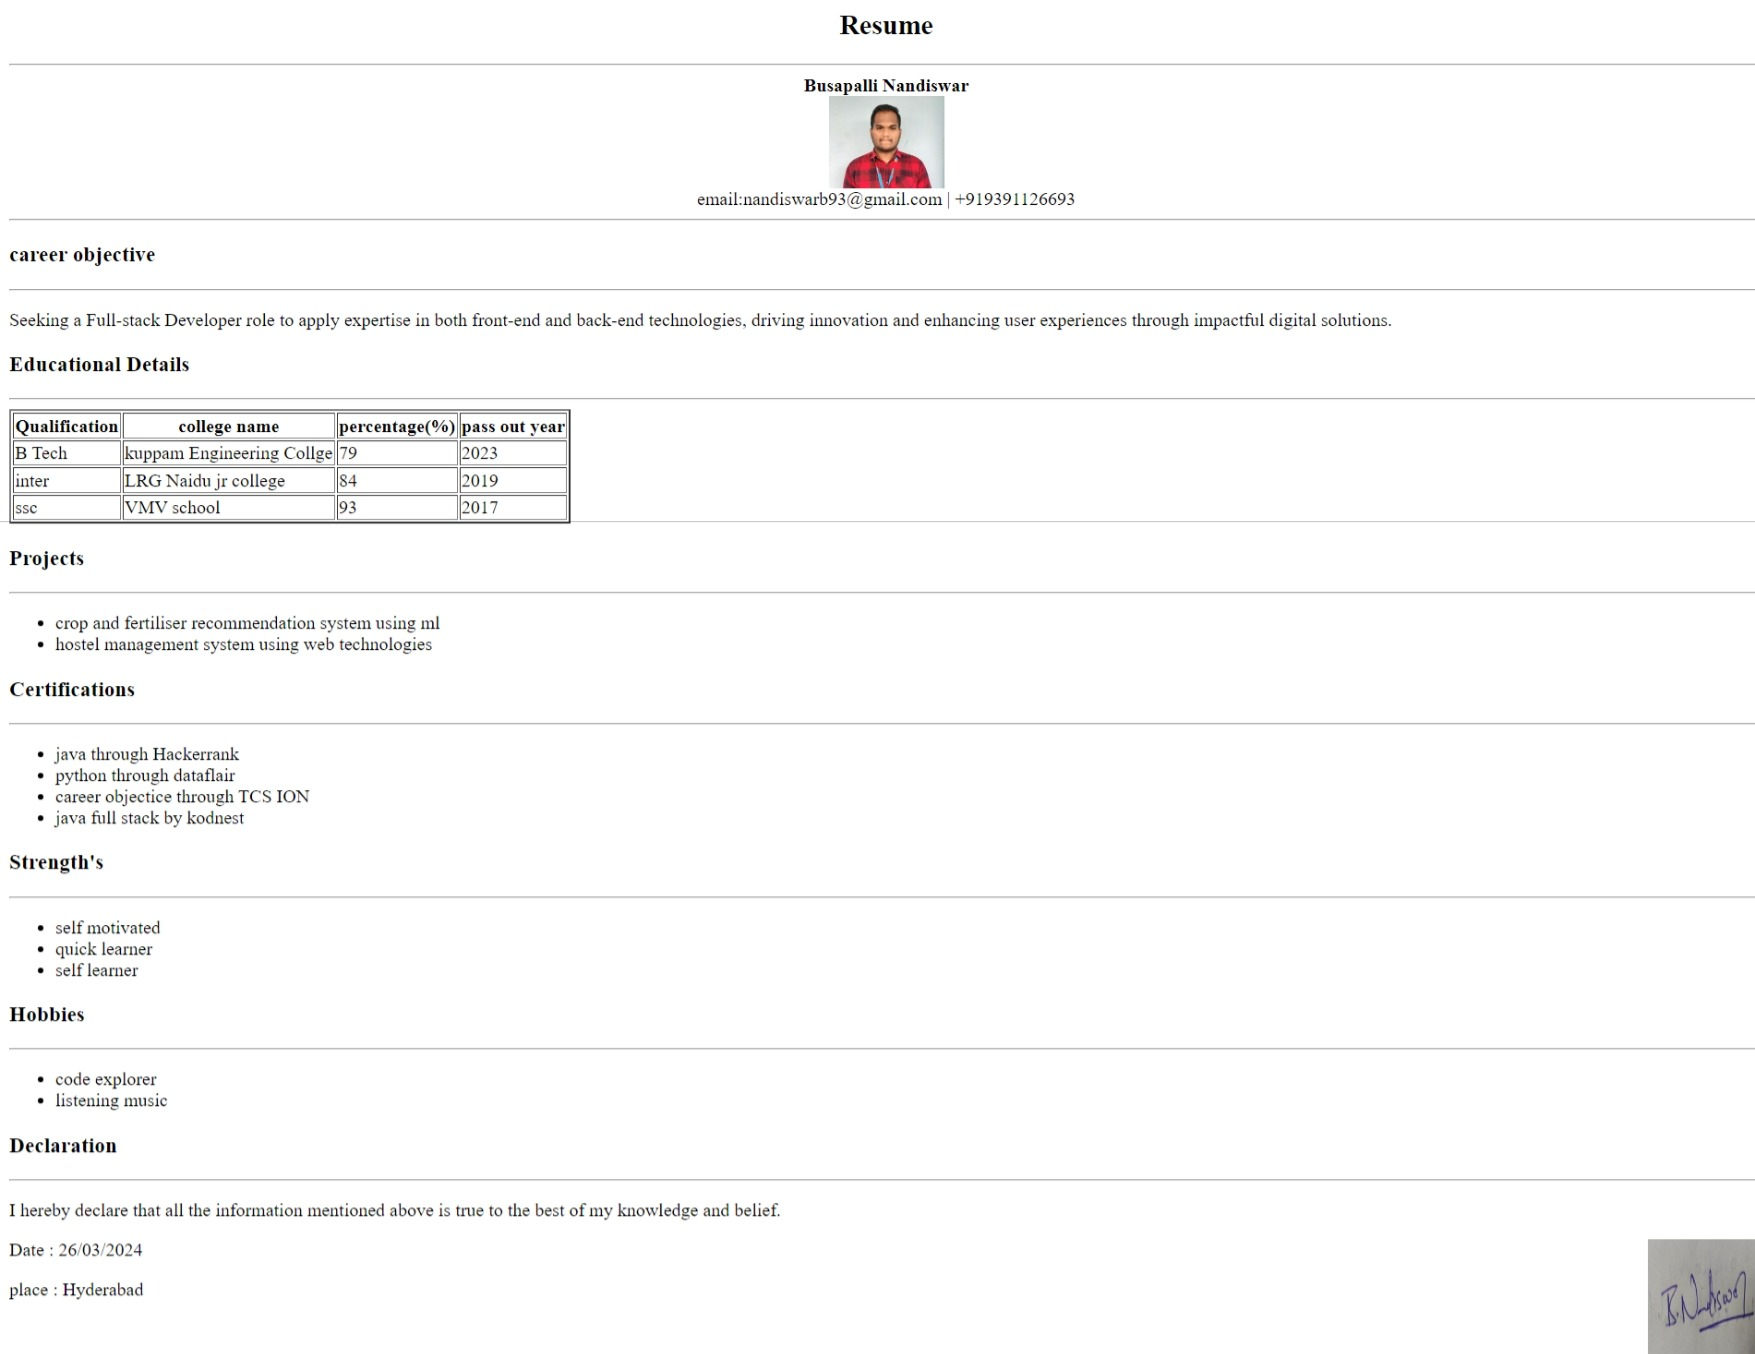 Resume
Busapalli Nandiswar
email:nandiswarb93@gmail.com | +919391126693
career objective
Seeking a Full-stack Developer role to apply expertise in both front-end and back-end technologies, driving innovation and enhancing user experiences through impactful digital solutions.
Educational Details
Qualification college name percentage(%) pass out year
B Tech kuppam Engineering Collge 79 2023
inter LRG Naidu jr college 84 2019
ssc VMV school 93 2017
Projects
• crop and fertiliser recommendation system using ml
• hostel management system using web technologies
Certifications
• java through Hackerrank
• python through dataflair
• career objectice through TCS ION
• java full stack by kodnest
Strength's
• self motivated
• quick learner
• self learner
Hobbies
• code explorer
• listening music
Declaration
I hereby declare that all the information mentioned above is true to the best of my knowledge and belief.
Date : 26/03/2024
place : Hyderabad
B.Nandiswar